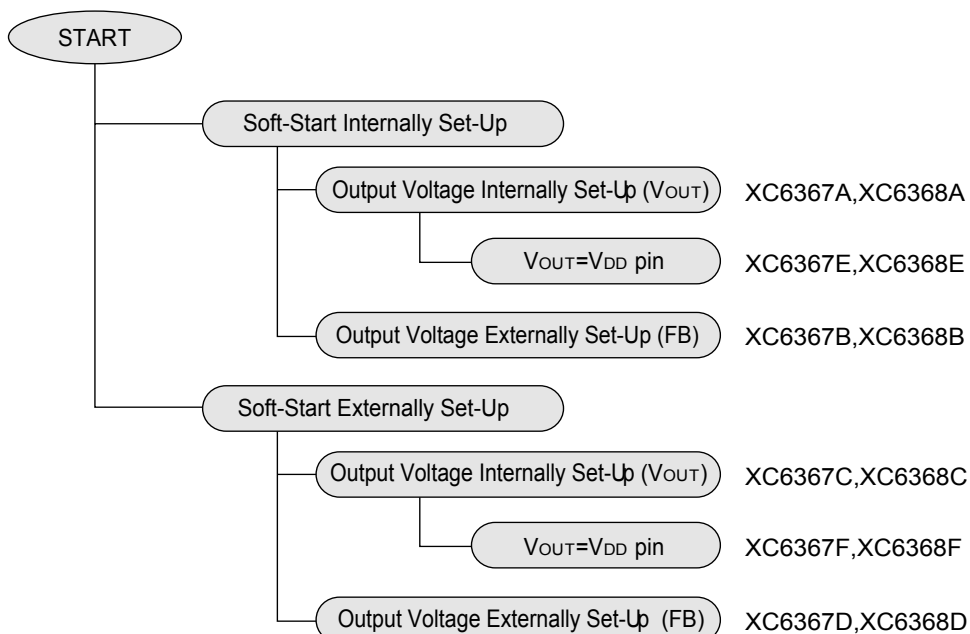 START
Soft-Start Internally Set-Up
Output Voltage Internally Set-Up (VOUT) XC6367A,XC6368A
VOUT=VDD pin XC6367E,XC6368E
Output Voltage Externally Set-Up (FB) XC6367B,XC6368B
Soft-Start Externally Set-Up
Output Voltage Internally Set-Up (VOUT) XC6367C,XC6368C
VOUT=VDD pin XC6367F,XC6368F
Output Voltage Externally Set-Up (FB) XC6367D,XC6368D